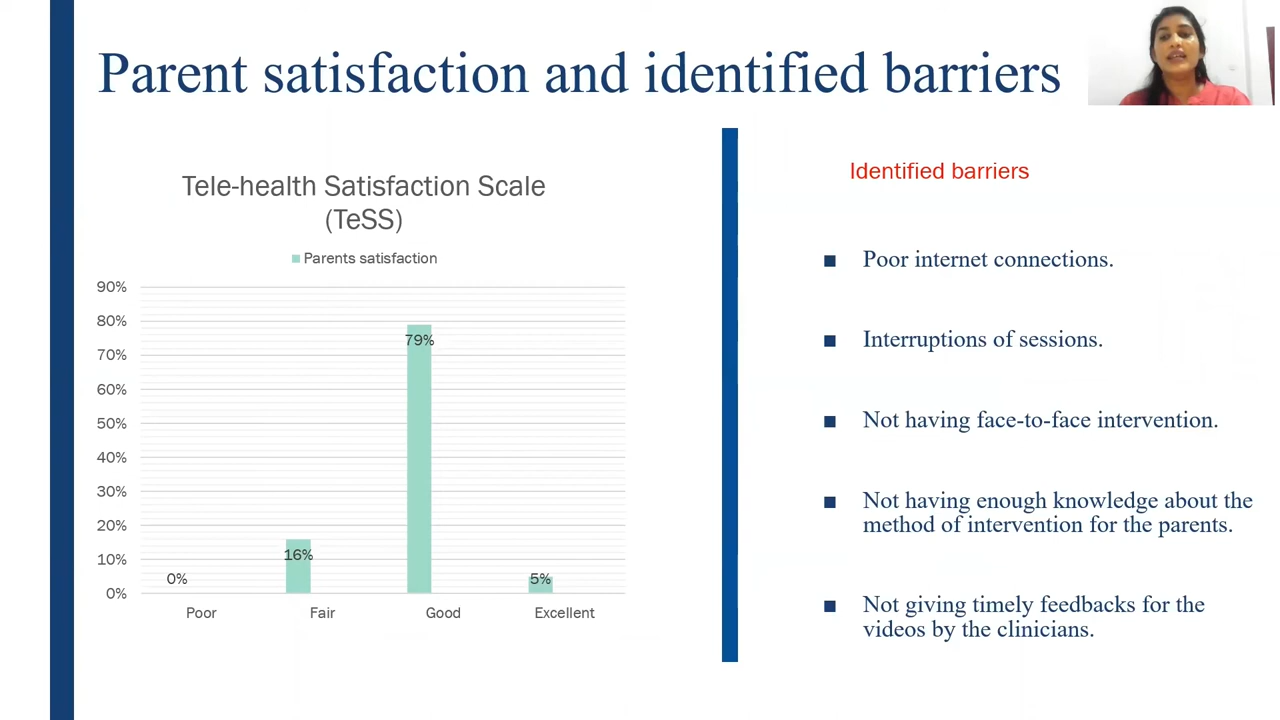 Parent satisfaction and identified barriers
Tele-health Satisfaction Scale
(TeSS)
Parents satisfaction
90%
80%
70%
60%
50%
40%
30%
20%
10%
0%
0%
16%
79%
5%
Poor
Fair
Good
Excellent
Identified barriers
■ Poor internet connections.
■ Interruptions of sessions.
■ Not having face-to-face intervention.
■ Not having enough knowledge about the
method of intervention for the parents.
■ Not giving timely feedbacks for the
videos by the clinicians.